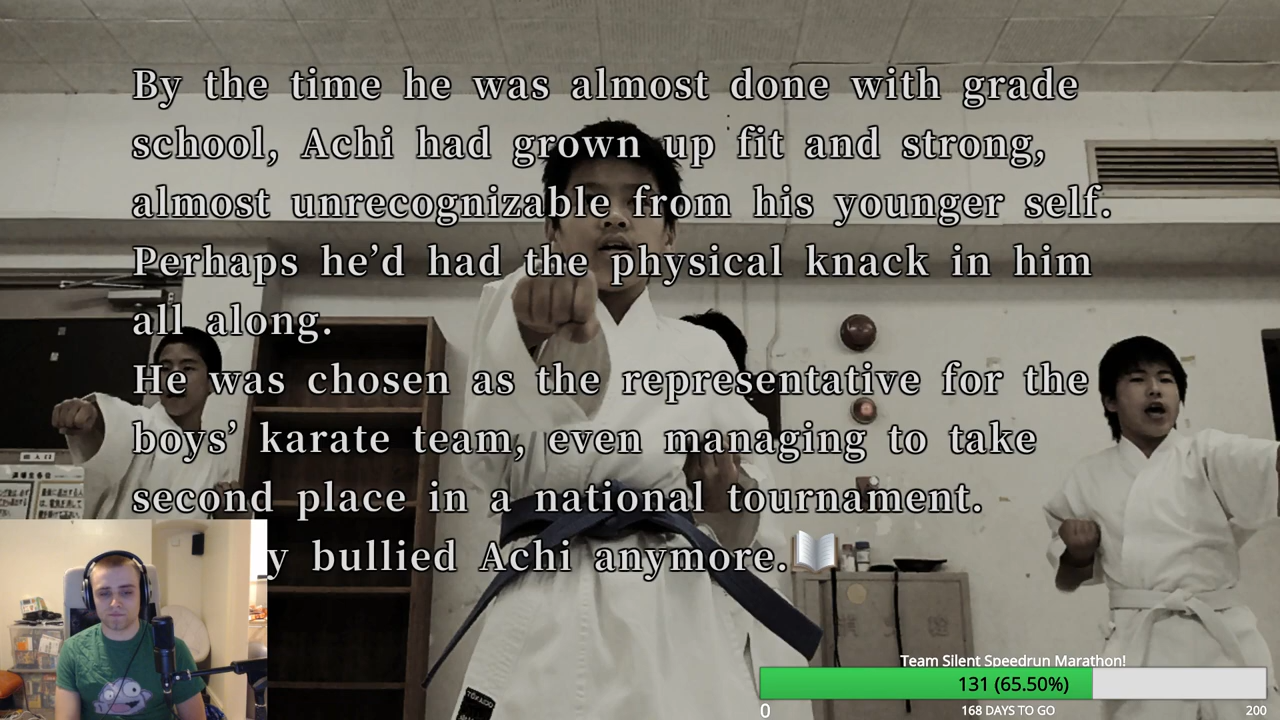 By the time he was almost done with grade
school, Achi had grown up fit and strong,
almost unrecognizable from his younger self.
Perhaps he’d had the physical knack in him
all along.
He was chosen as the representative for the
boys’ karate team, even managing to take
second place in a national tournament.
y bullied Achi anymore.
TOKAIDO
Team Silent Speedrun Marathon!
131 (65.50%)
0
168 DAYS TO GO
200